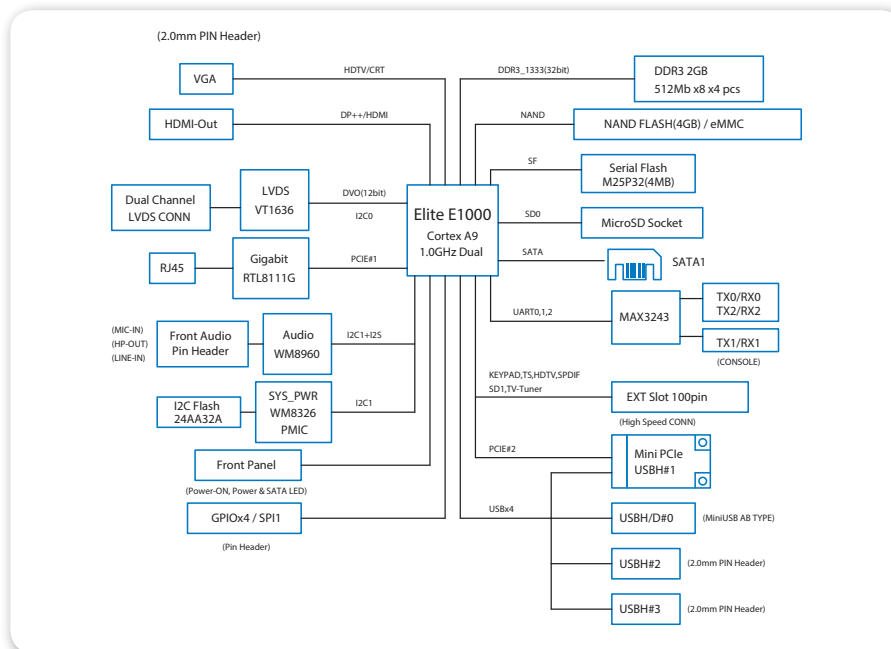 (2.0mm PIN Header)
VGA
HDTV/CRT
HDMI-Out
DP++/HDMI
Dual Channel
LVDS CONN
LVDS
VT1636
DVO(12bit)
I2C0
RJ45
Gigabit
RTL8111G
PCIE#1
(MIC-IN)
(HP-OUT)
(LINE-IN)
Front Audio
Pin Header
Audio
WM8960
I2C1+I2S
I2C Flash
24AA32A
SYS_PWR
WM8326
PMIC
I2C1
Front Panel
(Power-ON, Power & SATA LED)
GPIOx4 / SPI1
(Pin Header)
Elite E1000
Cortex A9
1.0GHz Dual
DDR3_1333(32bit)
DDR3 2GB
512Mb x8 x4 pcs
NAND
NAND FLASH(4GB) / eMMC
SF
Serial Flash
M25P32(4MB)
SD0
MicroSD Socket
SATA
SATA1
UART0,1,2
MAX3243
TX0/RX0
TX2/RX2
TX1/RX1
(CONSOLE)
KEYPAD,TS,HDTV,SPDIF
SD1,TV-Tuner
EXT Slot 100pin
(High Speed CONN)
PCIE#2
Mini PCIe
USBH#1
USBx4
USBH/D#0
(MiniUSB AB TYPE)
USBH#2
(2.0mm PIN Header)
USBH#3
(2.0mm PIN Header)